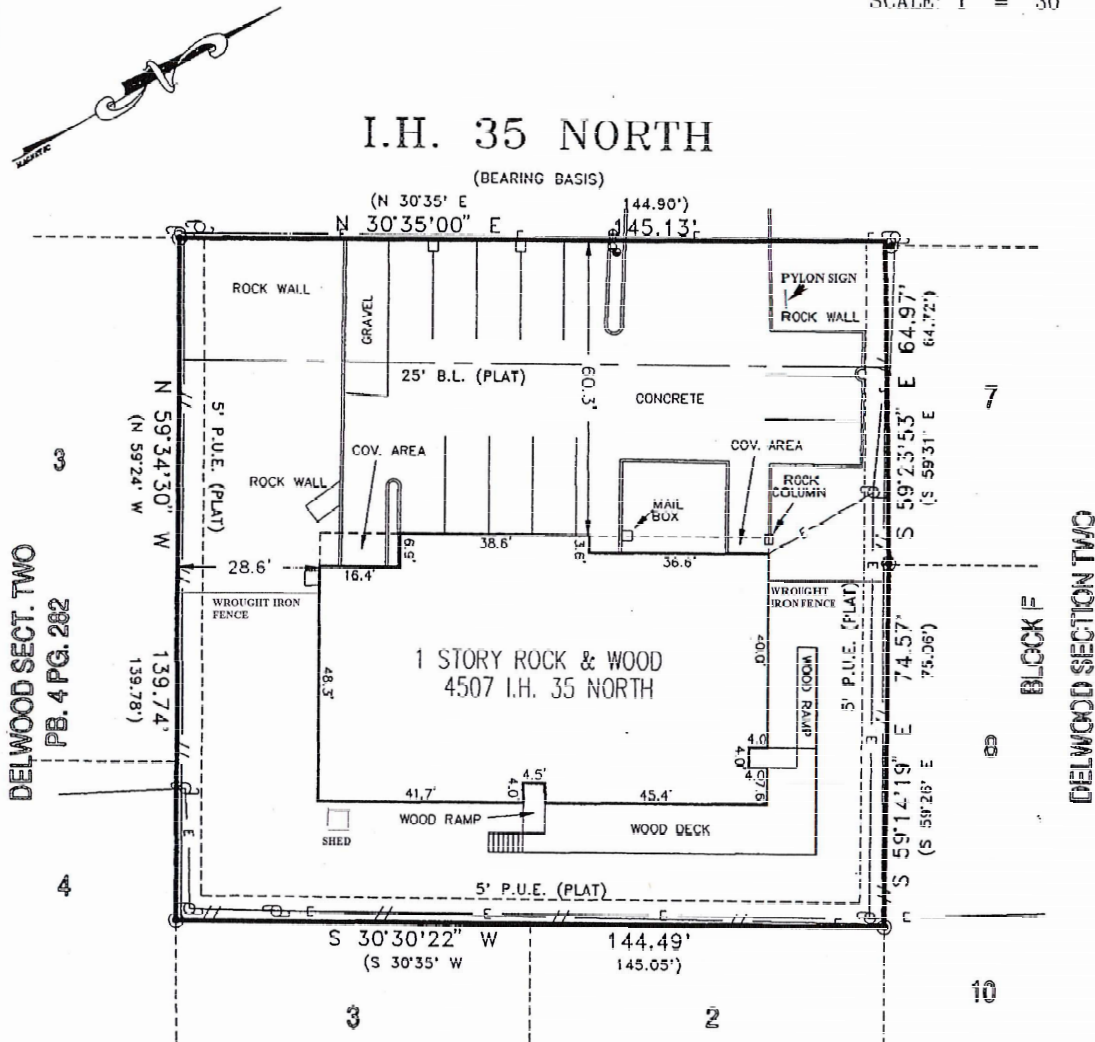 SCALE: 1" = 30'
MAGNETIC
N
I.H. 35 NORTH
(BEARING BASIS)
(N 30°35' E 144.90')
N 30°35'00" E 145.13'
ROCK WALL
GRAVEL
PYLON SIGN
ROCK WALL
64.97'
64.72')
S 59°23'53" E
(S 59°31' E
7
25' B.L. (PLAT)
60.3'
CONCRETE
N 59°34'30" W
(N 59°24' W
3
5' P.U.E. (PLAT)
COV. AREA
COV. AREA
ROCK WALL
MAIL
BOX
ROCK
COLUMN
38.6'
6.9'
3.6'
36.6'
28.6'
16.4'
WROUGHT IRON
FENCE
WROUGHT
IRON FENCE
E
5' P.U.E. (PLAT)
DELWOOD SECT. TWO
PB. 4 PG. 282
139.74'
139.78')
48.3'
1 STORY ROCK & WOOD
4507 I.H. 35 NORTH
40.0'
WOOD RAMP
74.57'
75.06')
S 59°14'19" E
(S 59°26' E
BLOCK F
DELWOOD SECTION TWO
8
E
4.0
4.0'
4.0
7.6'
4.5'
4.0'
41.7'
45.4'
WOOD RAMP
WOOD DECK
SHED
E
4
5' P.U.E. (PLAT)
E
E
E
E
S 30°30'22" W 144.49'
(S 30°35' W 145.05')
3
2
10